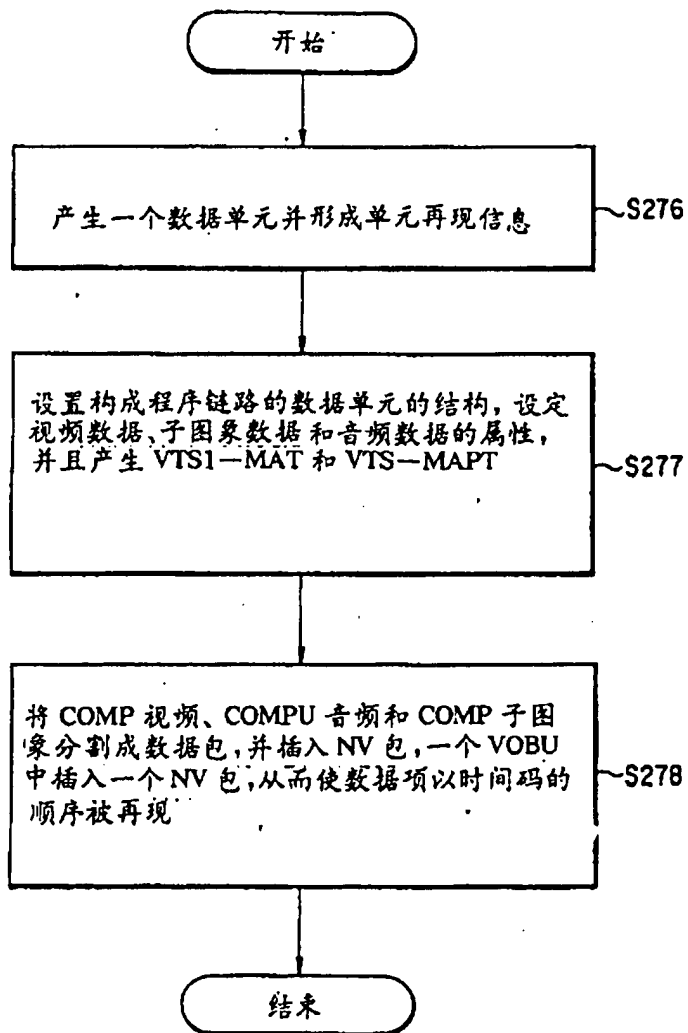 开始
产生一个数据单元并形成单元再现信息
~S276
设置构成程序链路的数据单元的结构,设定
视频数据、子图象数据和音频数据的属性,
并且产生 VTS1—MAT 和 VTS—MAPT
~S277
将 COMP 视频、COMPU 音频和 COMP 子图
象分割成数据包,并插入 NV 包,一个 VOBU
中插入一个 NV 包,从而使数据项以时间码的
顺序被再现
~S278
结束